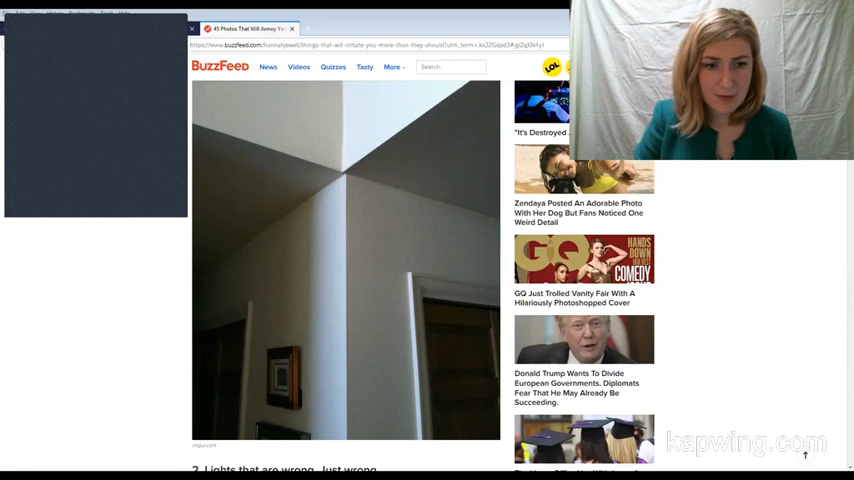 45 Photos That Will Annoy You
https://www.buzzfeed.com/hannahjewell/things-that-will-irritate-you-more-than-they-should?utm_term=
BuzzFeed News Videos Quizzes Tasty More Search
LOL
"It's Destroyed
Zendaya Posted An Adorable Photo
With Her Dog But Fans Noticed One
Weird Detail
GQ
HANDS
DOWN
COMEDY
GQ Just Trolled Vanity Fair With A
Hilariously Photoshopped Cover
Donald Trump Wants To Divide
European Governments. Diplomats
Fear That He May Already Be
Succeeding.
kapwing.com
imgur.com
2. Lights that are wrong. Just wrong.